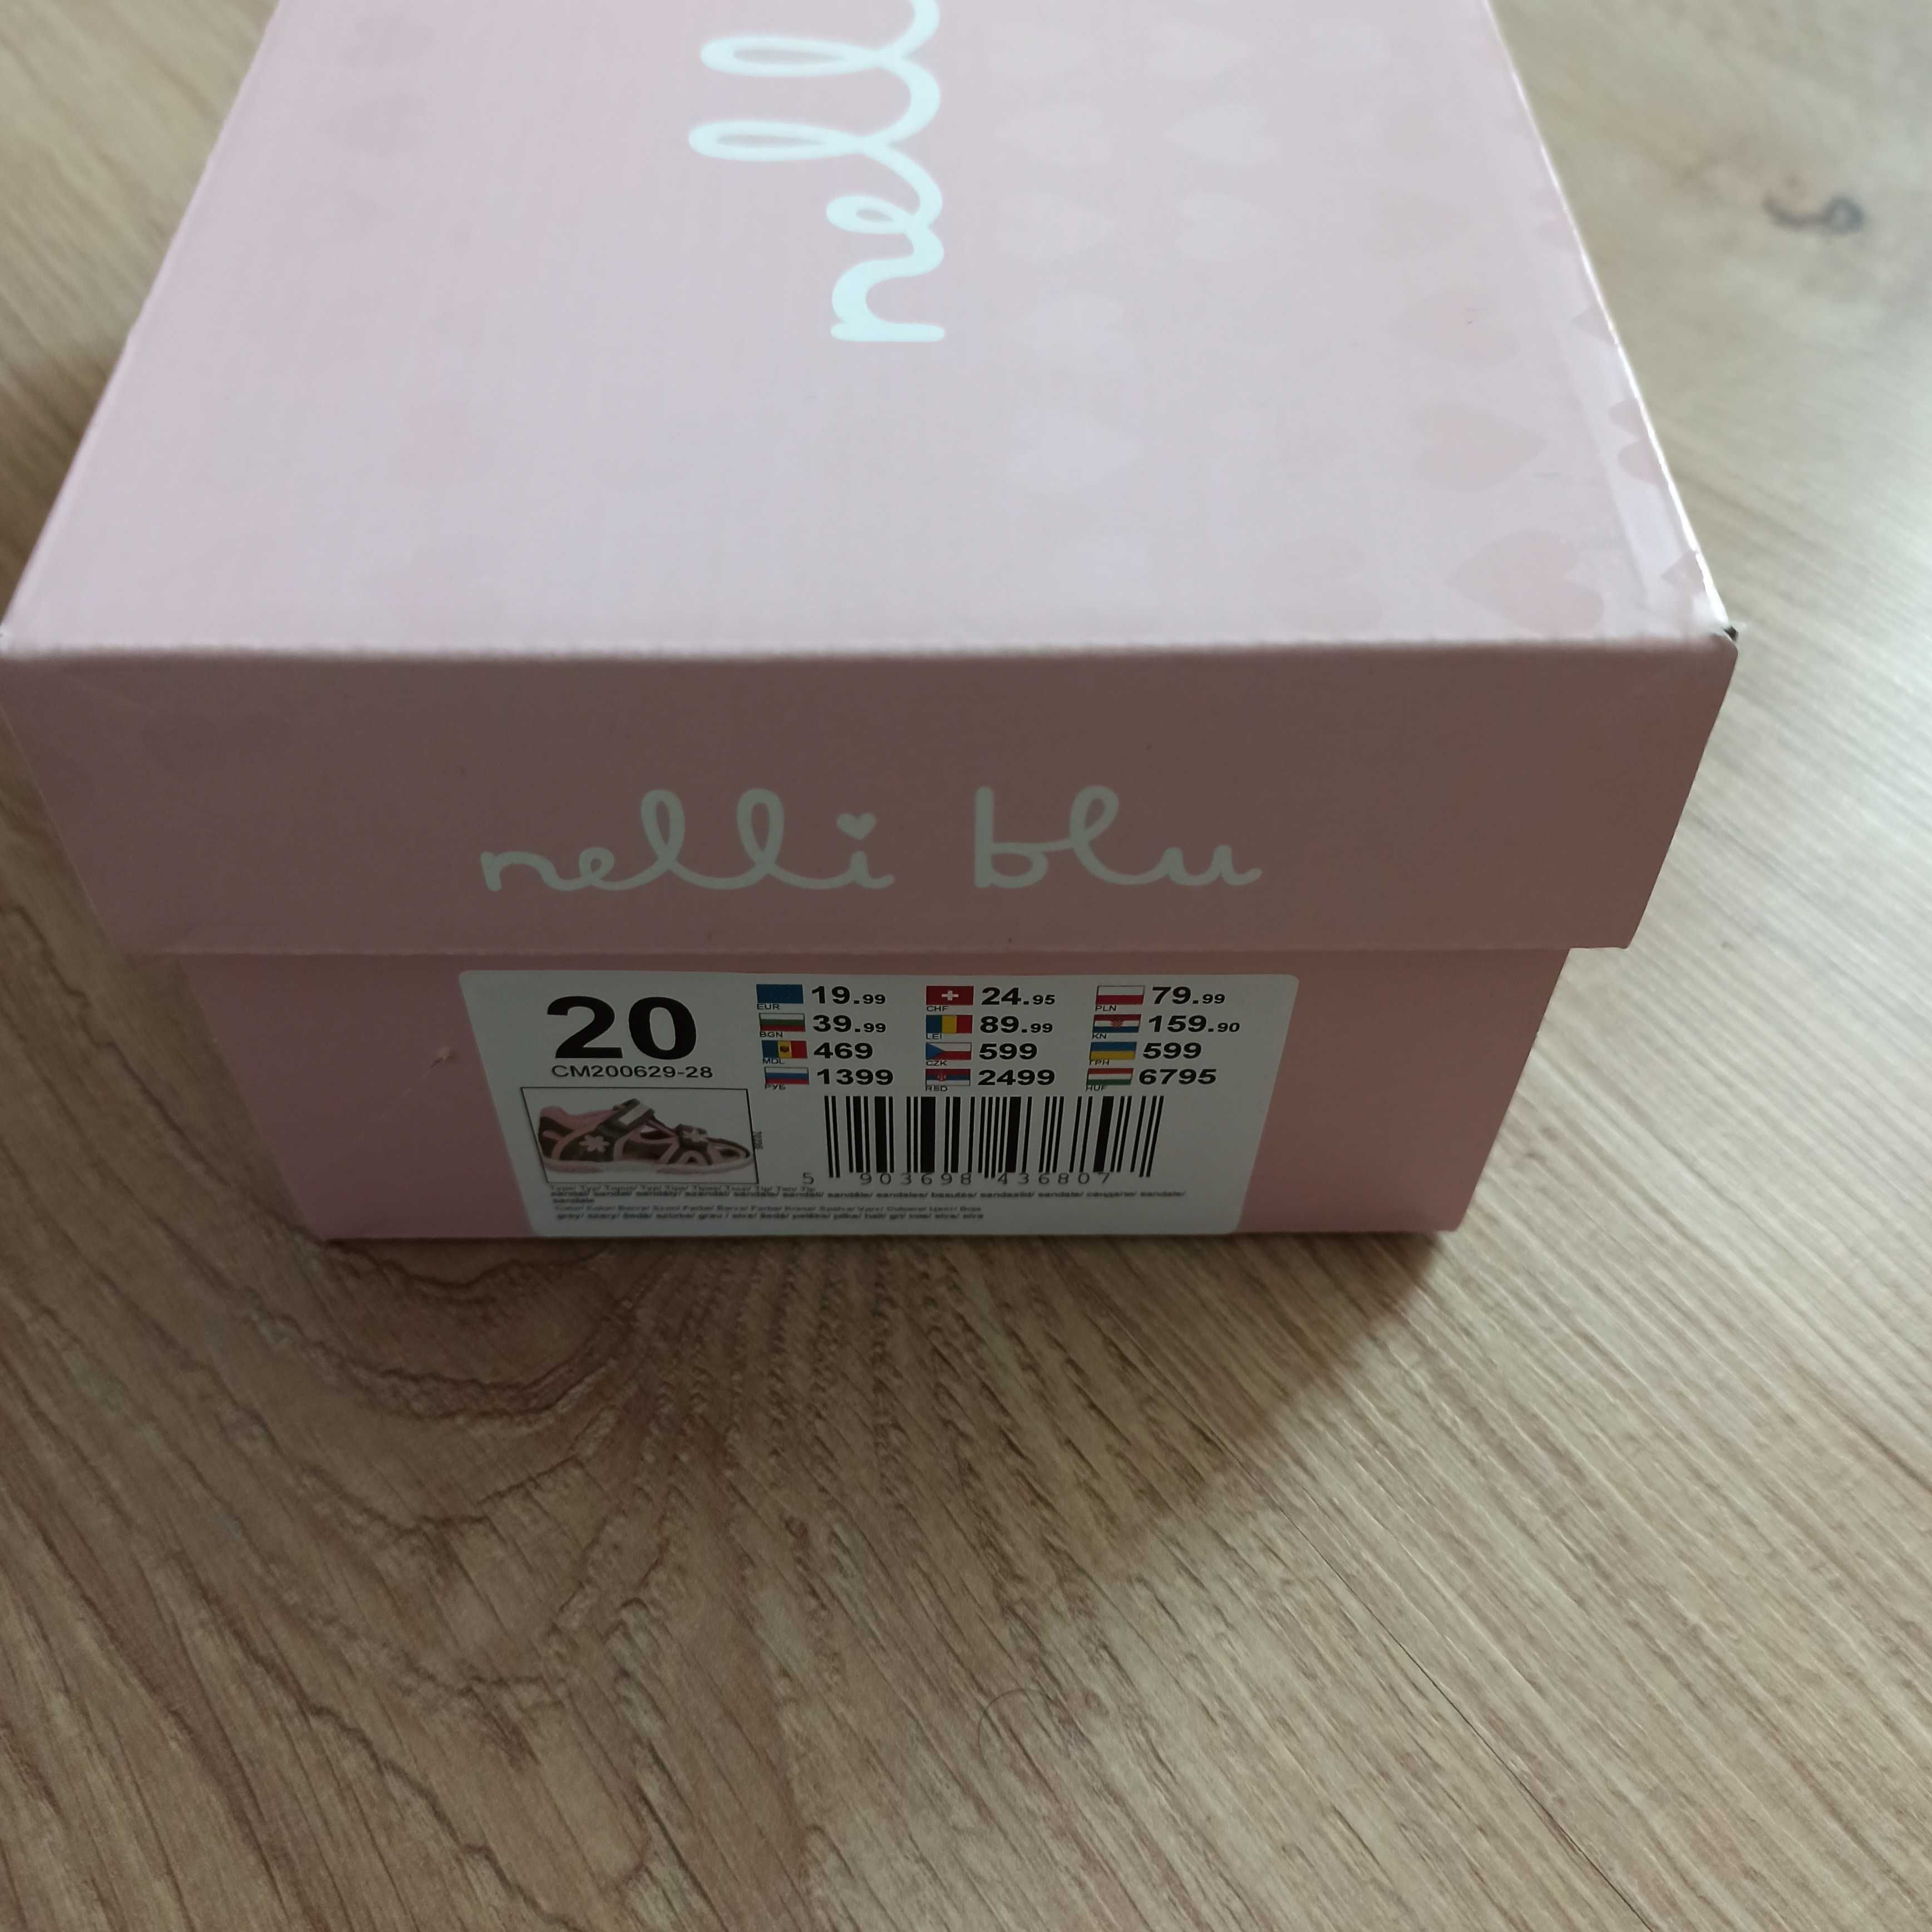 nell
nelli blu
20
CM200629-28
EUR 19.99 CHF 24.95 PLN 79.99
BGN 39.99 LEI 89.99 KN 159.90
MDL 469 CZK 599 ГРН 599
РУБ 1399 RSD 2499 HUF 6795
5 903698 436807